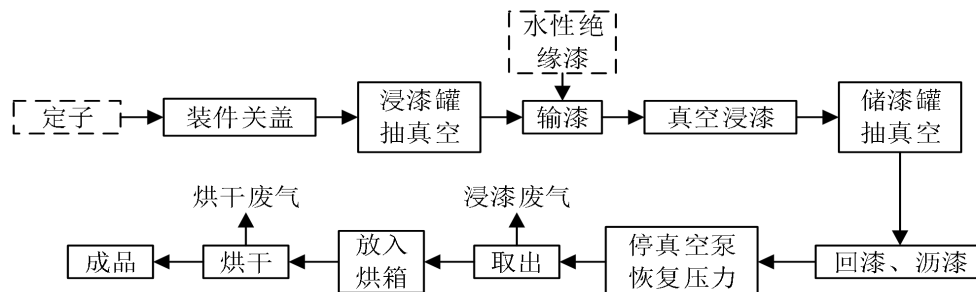 水性绝
缘漆
定子
装件关盖
浸漆罐
抽真空
输漆
真空浸漆
储漆罐
抽真空
烘干废气
浸漆废气
成品
烘干
放入
烘箱
取出
停真空泵
恢复压力
回漆、沥漆